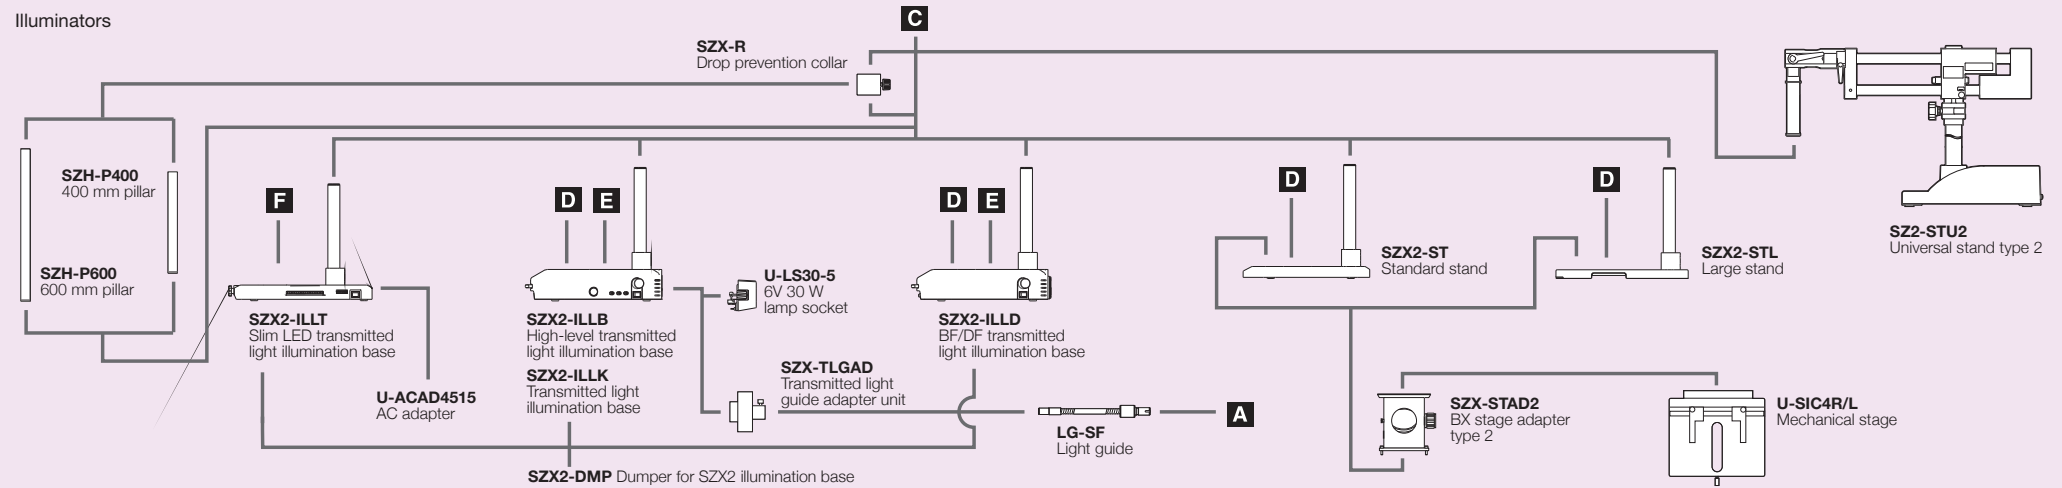 Illuminators
C
SZX-R
Drop prevention collar
SZH-P400
400 mm pillar
SZH-P600
600 mm pillar
F
D E
D E
D
D
SZX2-ILLT
Slim LED transmitted
light illumination base
U-ACAD4515
AC adapter
SZX2-ILLB
High-level transmitted
light illumination base
SZX2-ILLK
Transmitted light
illumination base
U-LS30-5
6V 30 W
lamp socket
SZX-TLGAD
Transmitted light
guide adapter unit
SZX2-ILLD
BF/DF transmitted
light illumination base
LG-SF
Light guide
A
SZX2-DMP Dumper for SZX2 illumination base
SZX2-ST
Standard stand
SZX2-STL
Large stand
SZ2-STU2
Universal stand type 2
SZX-STAD2
BX stage adapter
type 2
U-SIC4R/L
Mechanical stage